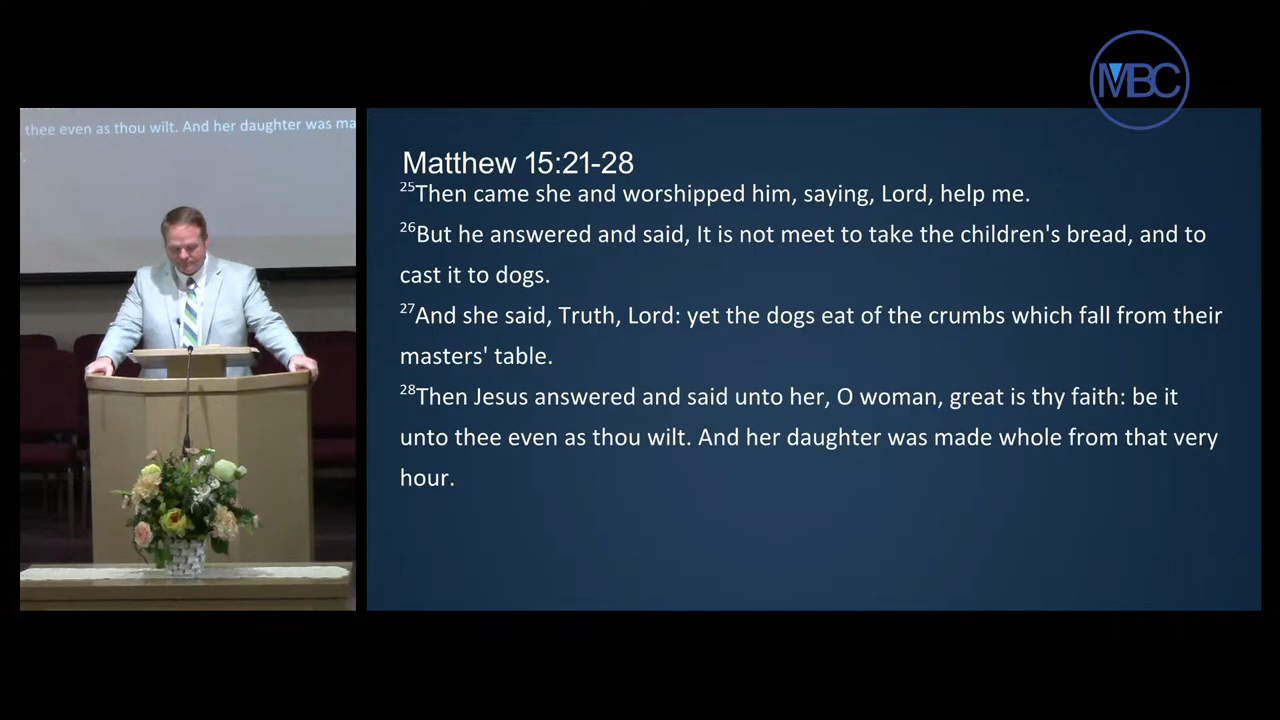 MBC
thee even as thou wilt. And her daughter was ma
Matthew 15:21-28
25Then came she and worshipped him, saying, Lord, help me.
26But he answered and said, It is not meet to take the children's bread, and to
cast it to dogs.
27And she said, Truth, Lord: yet the dogs eat of the crumbs which fall from their
masters' table.
28Then Jesus answered and said unto her, O woman, great is thy faith: be it
unto thee even as thou wilt. And her daughter was made whole from that very
hour.